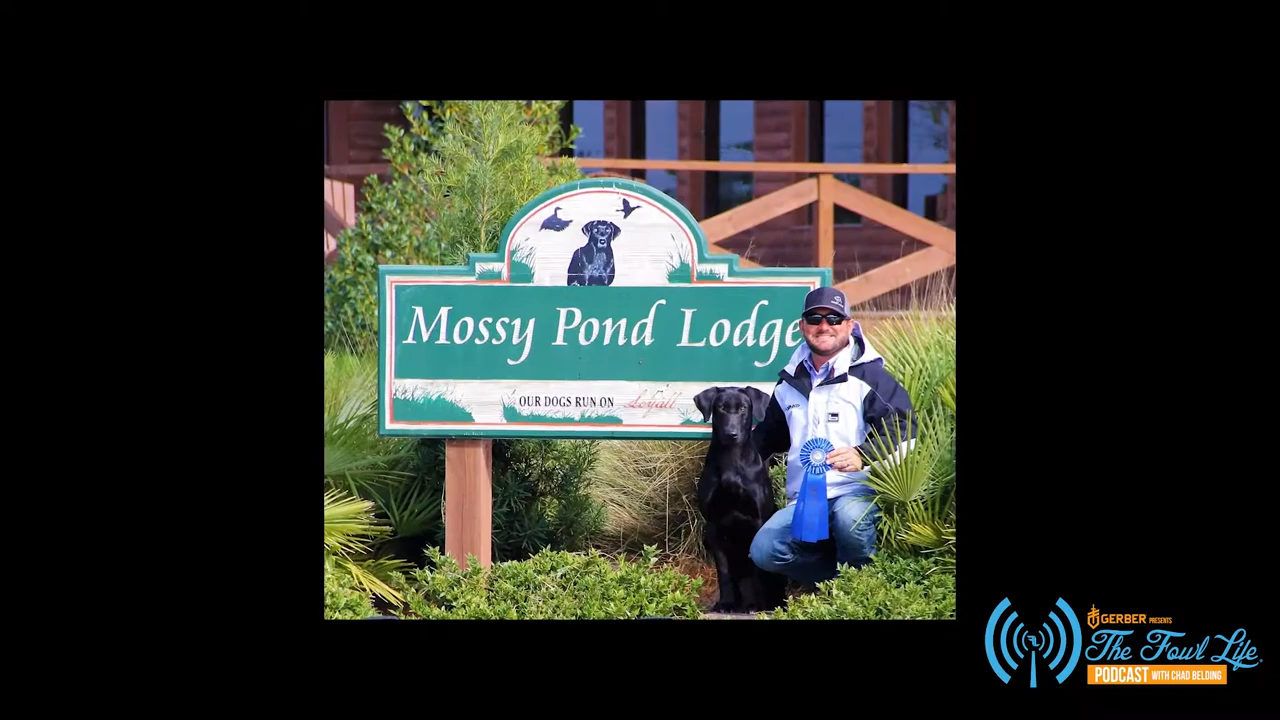 Mossy Pond Lodge
OUR DOGS RUN ON Loyall
GERBER PRESENTS
The Fowl Life
PODCAST WITH CHAD BELDING